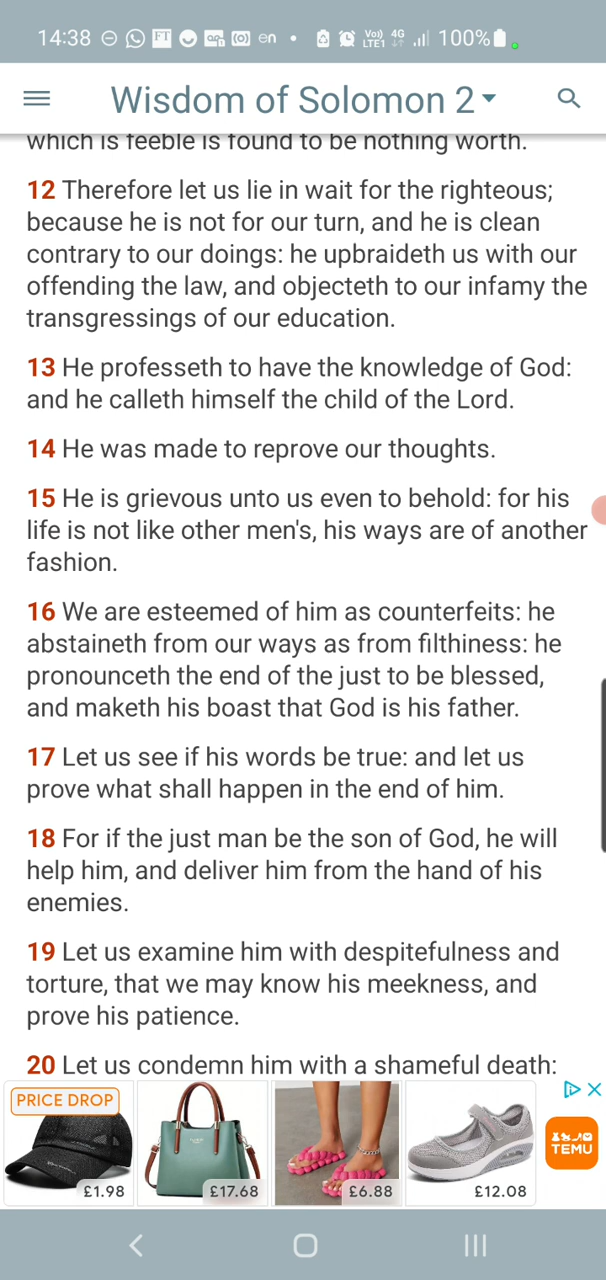 14:38 FT en Vo)) LTE1 4G 100%
Wisdom of Solomon 2
which is feeble is found to be nothing worth.
12 Therefore let us lie in wait for the righteous;
because he is not for our turn, and he is clean
contrary to our doings: he upbraideth us with our
offending the law, and objecteth to our infamy the
transgressings of our education.
13 He professeth to have the knowledge of God:
and he calleth himself the child of the Lord.
14 He was made to reprove our thoughts.
15 He is grievous unto us even to behold: for his
life is not like other men's, his ways are of another
fashion.
16 We are esteemed of him as counterfeits: he
abstaineth from our ways as from filthiness: he
pronounceth the end of the just to be blessed,
and maketh his boast that God is his father.
17 Let us see if his words be true: and let us
prove what shall happen in the end of him.
18 For if the just man be the son of God, he will
help him, and deliver him from the hand of his
enemies.
19 Let us examine him with despitefulness and
torture, that we may know his meekness, and
prove his patience.
20 Let us condemn him with a shameful death:
PRICE DROP
£1.98
£17.68
£6.88
£12.08
TEMU